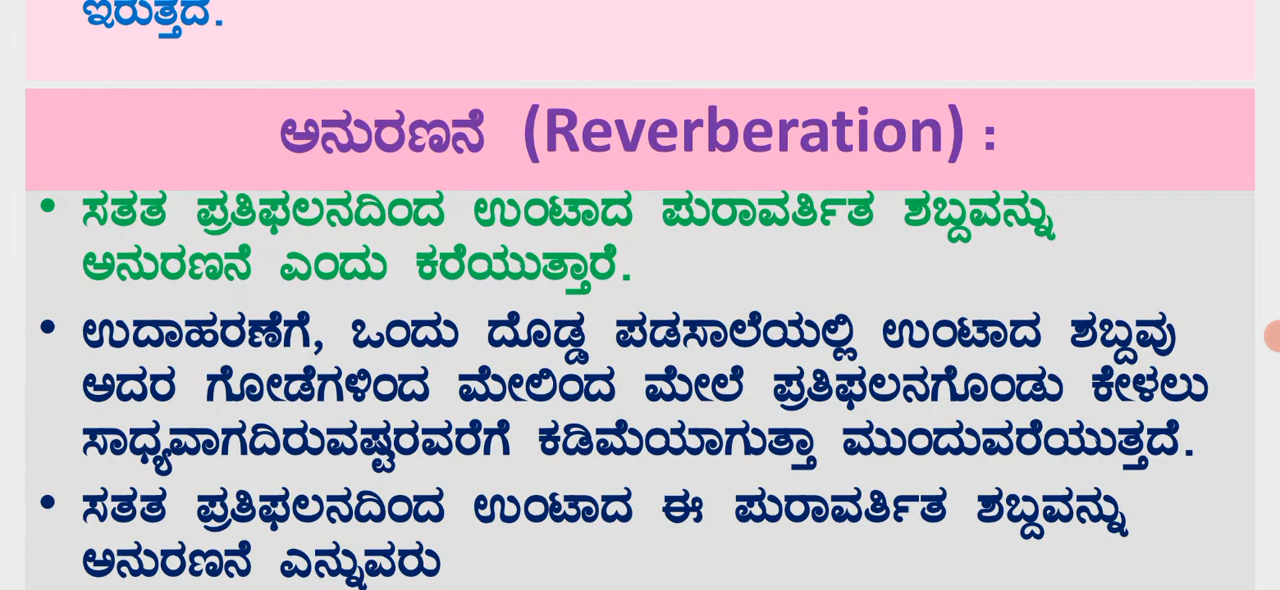 ಇರುತ್ತದೆ.
ಅನುರಣನೆ (Reverberation) :
• ಸತತ ಪ್ರತಿಫಲನದಿಂದ ಉಂಟಾದ ಪುರಾವರ್ತಿತ ಶಬ್ದವನ್ನು
ಅನುರಣನೆ ಎಂದು ಕರೆಯುತ್ತಾರೆ.
• ಉದಾಹರಣೆಗೆ, ಒಂದು ದೊಡ್ಡ ಪಡಸಾಲೆಯಲ್ಲಿ ಉಂಟಾದ ಶಬ್ದವು
ಅದರ ಗೋಡೆಗಳಿಂದ ಮೇಲಿಂದ ಮೇಲೆ ಪ್ರತಿಫಲನಗೊಂಡು ಕೇಳಲು
ಸಾಧ್ಯವಾಗದಿರುವಷ್ಟರವರೆಗೆ ಕಡಿಮೆಯಾಗುತ್ತಾ ಮುಂದುವರೆಯುತ್ತದೆ.
• ಸತತ ಪ್ರತಿಫಲನದಿಂದ ಉಂಟಾದ ಈ ಪುರಾವರ್ತಿತ ಶಬ್ದವನ್ನು
ಅನುರಣನೆ ಎನ್ನುವರು